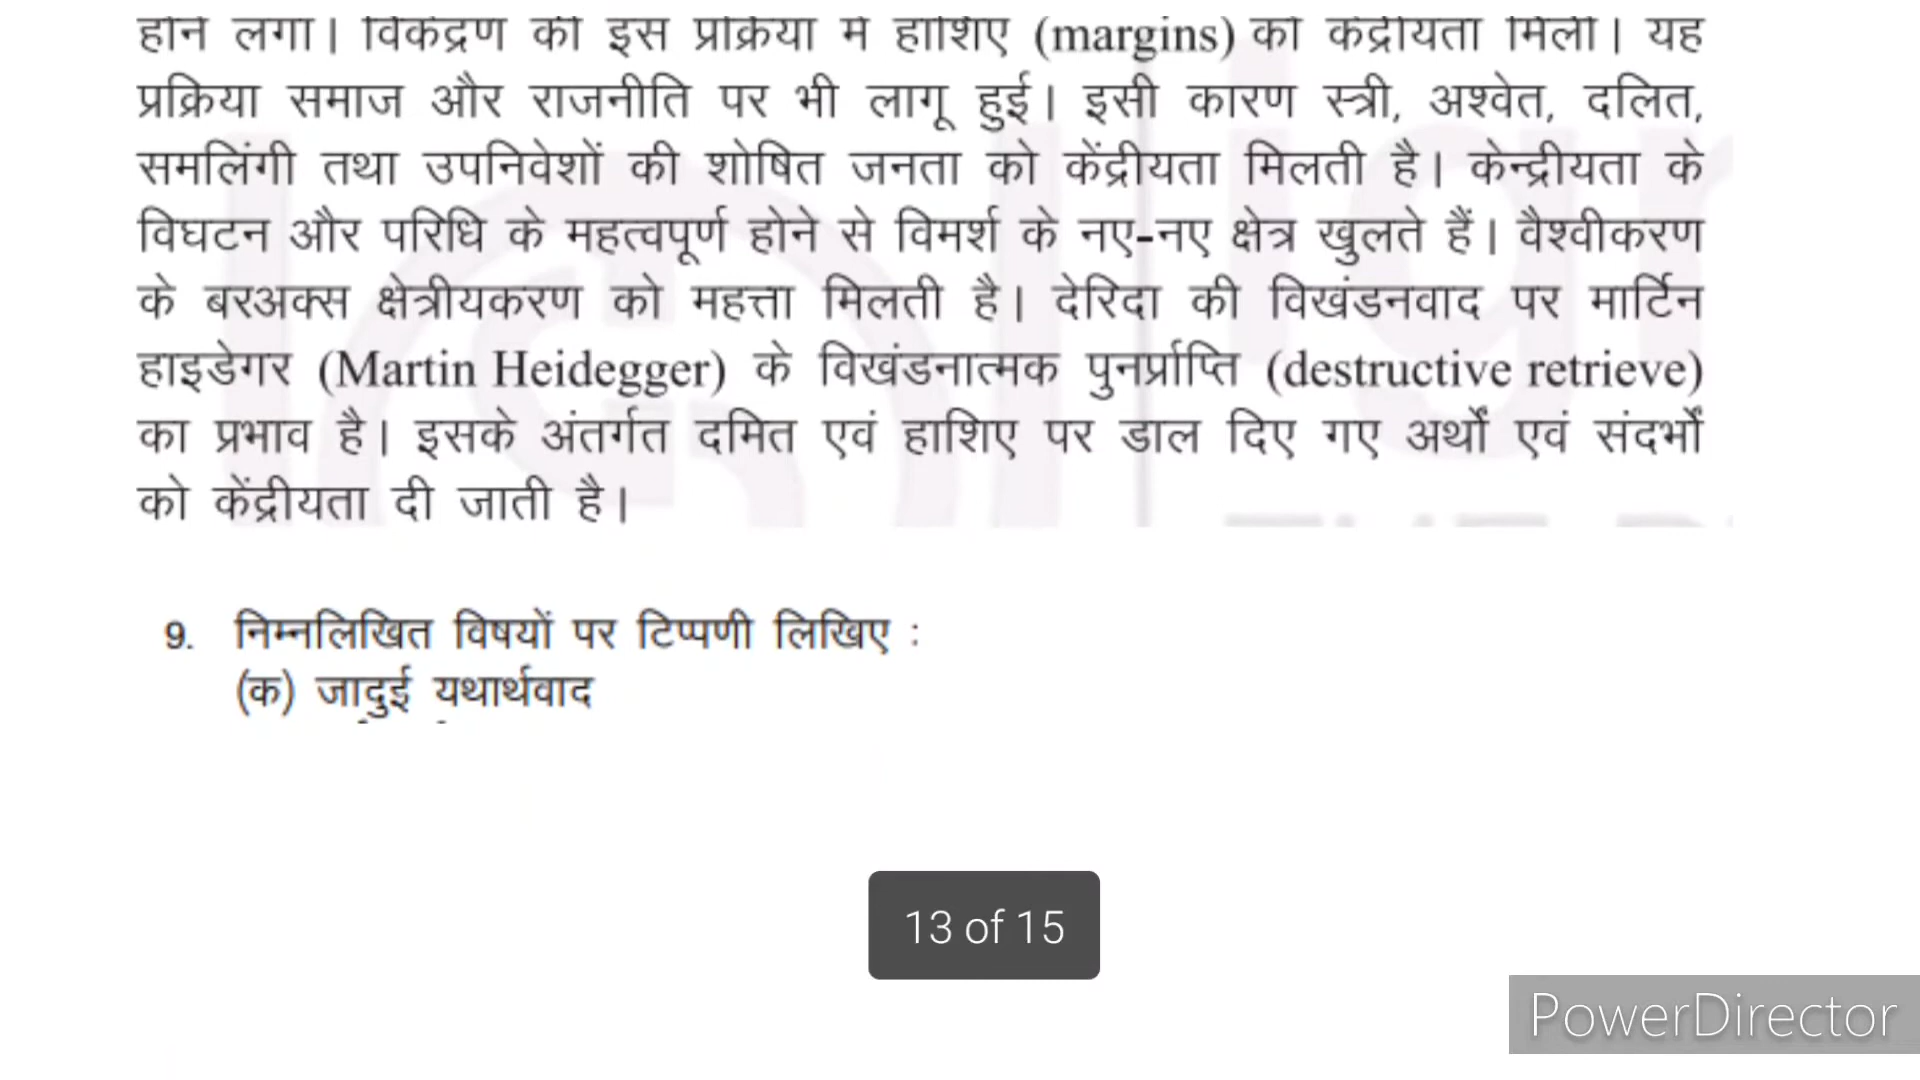 होने लगा। विकेंद्रण की इस प्रक्रिया में हाशिए (margins) को केंद्रीयता मिली। यह
प्रक्रिया समाज और राजनीति पर भी लागू हुई। इसी कारण स्त्री, अश्वेत, दलित,
समलिंगी तथा उपनिवेशों की शोषित जनता को केंद्रीयता मिलती है। केन्द्रीयता के
विघटन और परिधि के महत्वपूर्ण होने से विमर्श के नए-नए क्षेत्र खुलते हैं। वैश्वीकरण
के बरअक्स क्षेत्रीयकरण को महत्ता मिलती है। देरिदा की विखंडनवाद पर मार्टिन
हाइडेगर (Martin Heidegger) के विखंडनात्मक पुनर्प्राप्ति (destructive retrieve)
का प्रभाव है। इसके अंतर्गत दमित एवं हाशिए पर डाल दिए गए अर्थों एवं संदर्भों
को केंद्रीयता दी जाती है।
9. निम्नलिखित विषयों पर टिप्पणी लिखिए :
(क) जादुई यथार्थवाद
13 of 15
PowerDirector